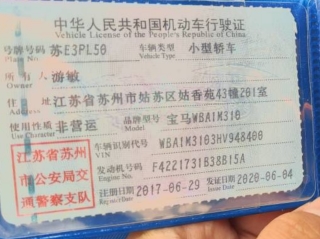 中华人民共和国机动车行驶证
Vehicle License of the People's Republic of China
号牌号码 苏E3PL50 车辆类型 小型轿车
Plate No. Vehicle Type
所有人 游敏
Owner
住址 江苏省苏州市姑苏区姑香苑43幢201室
Address
使用性质 非营运 品牌型号 宝马WBA1M310
Use Character Model
江苏省苏州市公安局交通警察支队
车辆识别代号 WBA1M3103HV948400
VIN
发动机号码 F4221731B38B15A
Engine No.
注册日期 2017-06-29 发证日期 2020-06-04
Register Date Issue Date